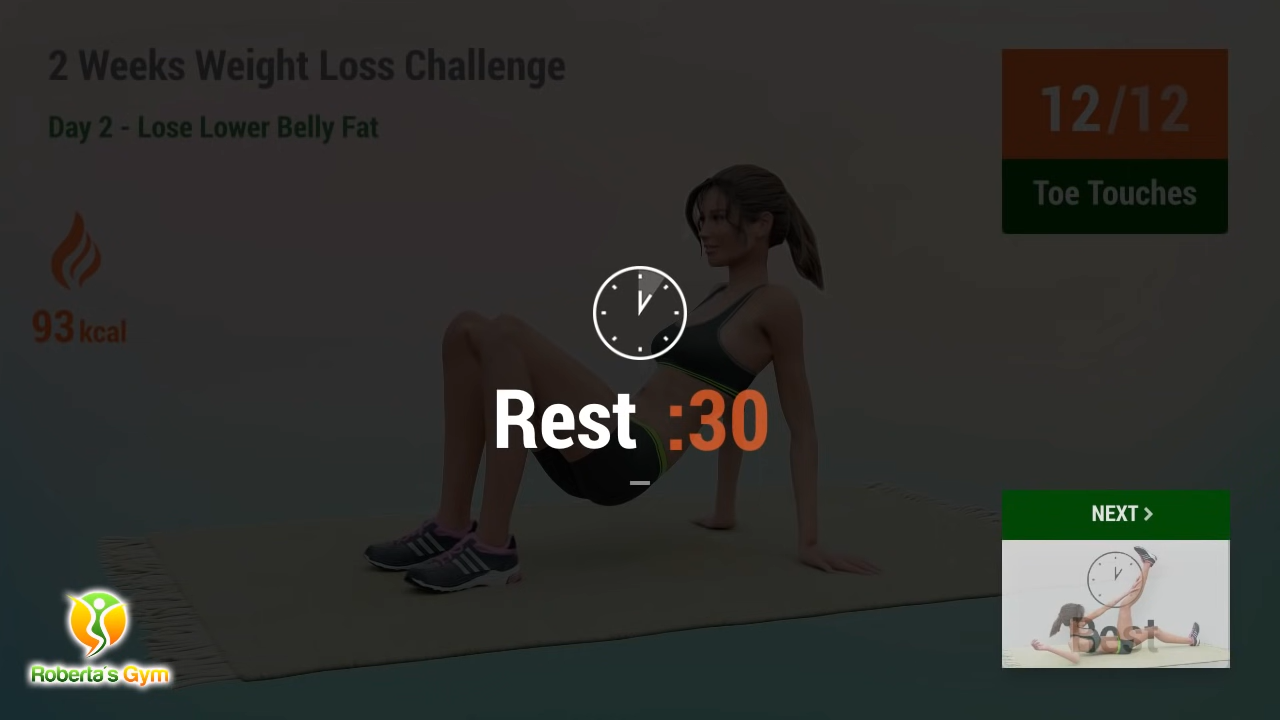 2 Weeks Weight Loss Challenge
Day 2 - Lose Lower Belly Fat
12/12
Toe Touches
93 kcal
Rest :30
NEXT >
Rest
Roberta's Gym